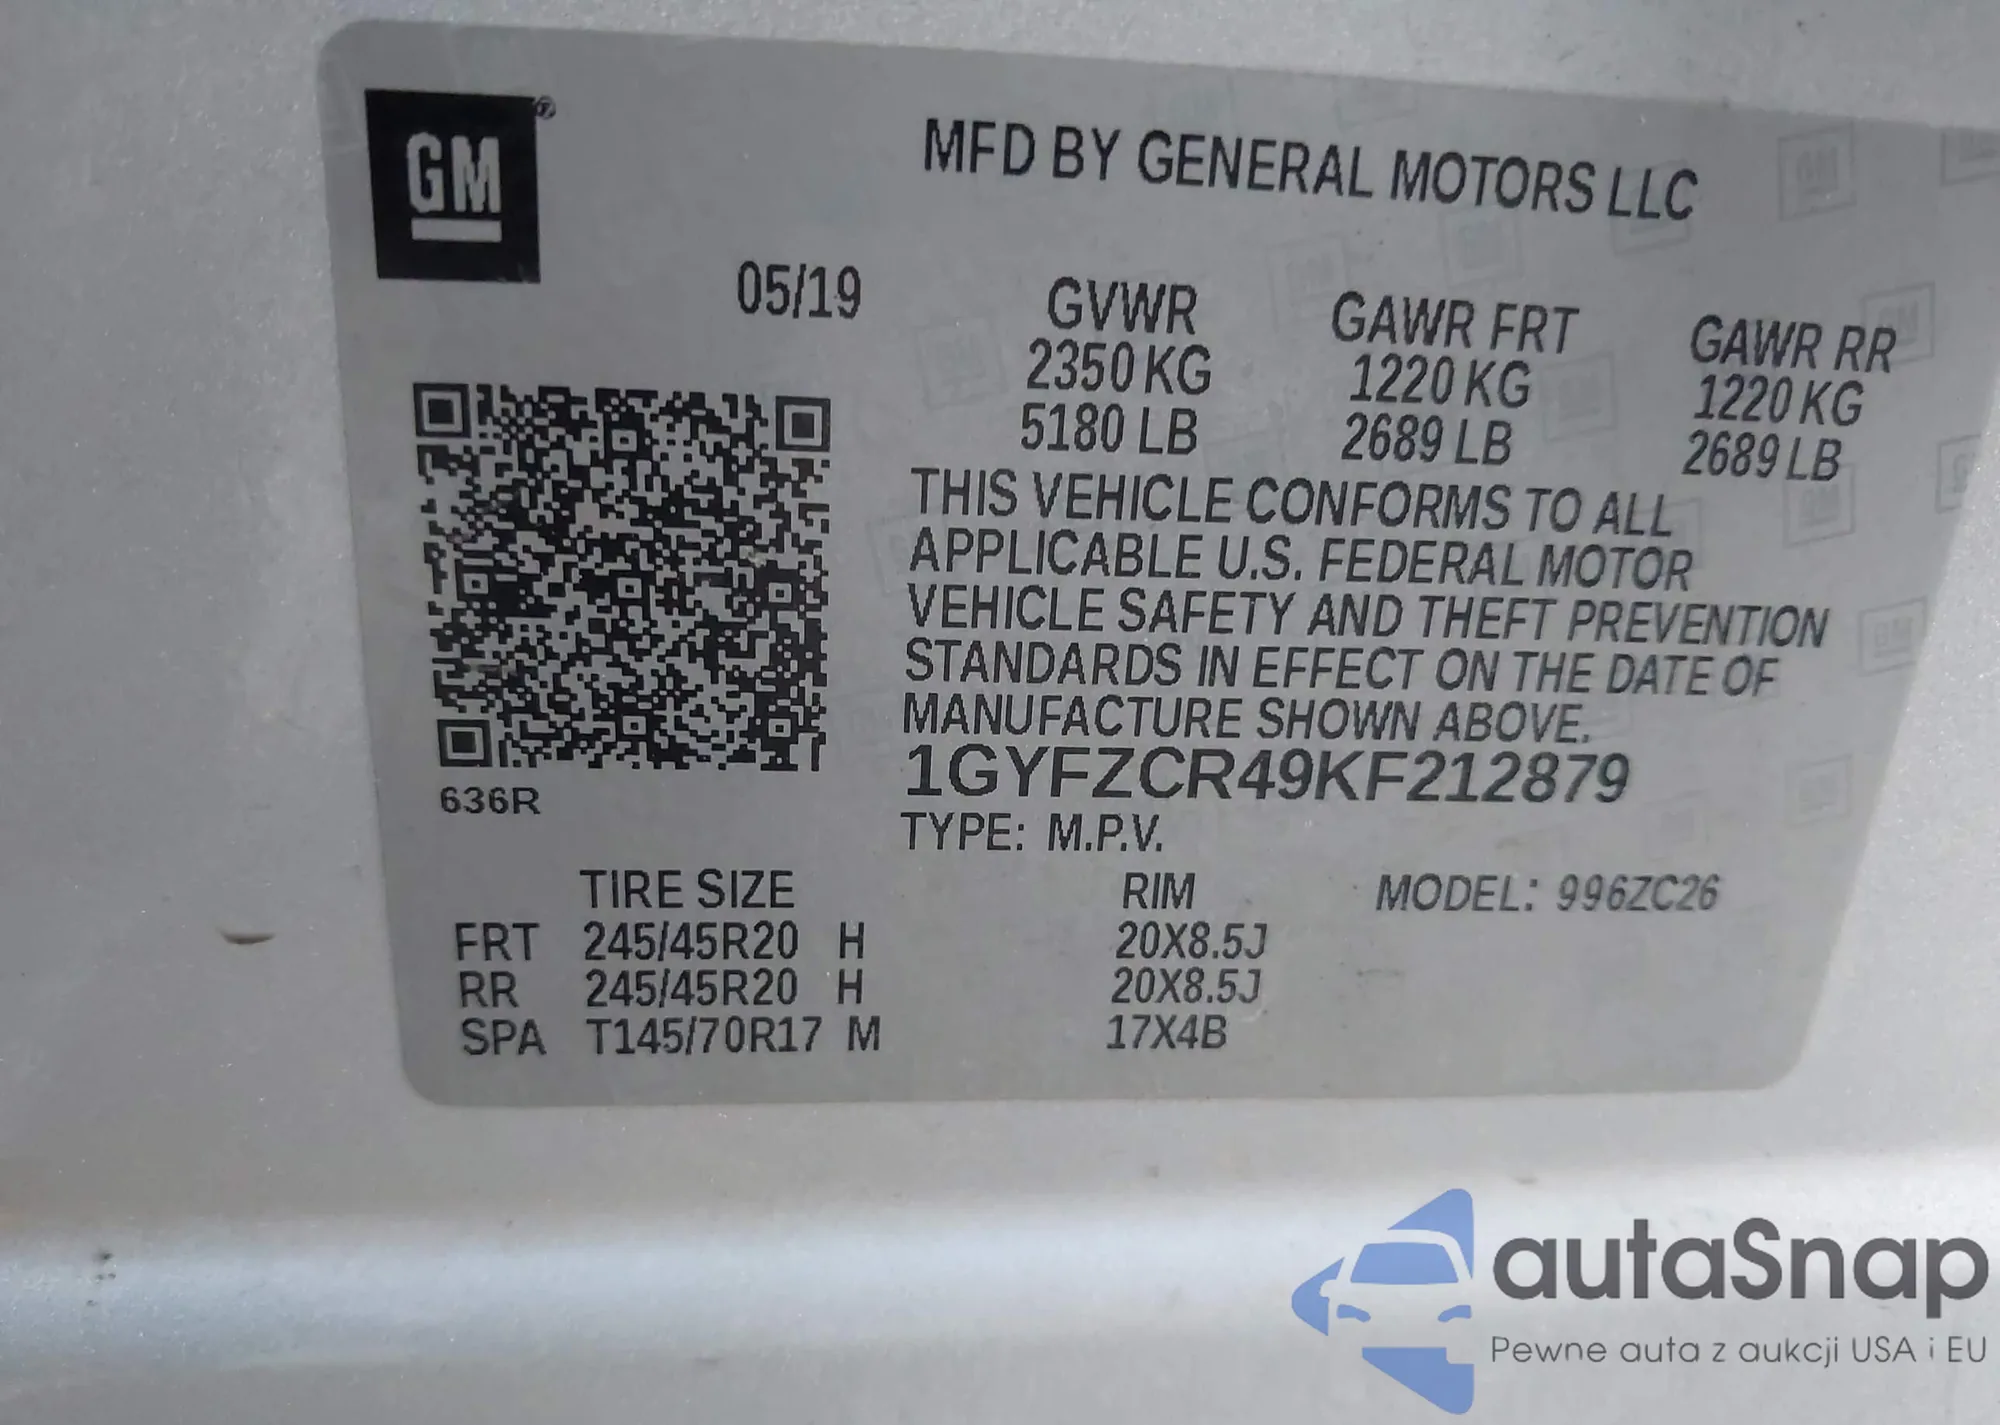 GM®
MFD BY GENERAL MOTORS LLC
05/19
GVWR GAWR FRT GAWR RR
2350 KG 1220 KG 1220 KG
5180 LB 2689 LB 2689 LB
THIS VEHICLE CONFORMS TO ALL
APPLICABLE U.S. FEDERAL MOTOR
VEHICLE SAFETY AND THEFT PREVENTION
STANDARDS IN EFFECT ON THE DATE OF
MANUFACTURE SHOWN ABOVE.
1GYFZCR49KF212879
636R
TYPE: M.P.V.
TIRE SIZE RIM MODEL: 996ZC26
FRT 245/45R20 H 20X8.5J
RR 245/45R20 H 20X8.5J
SPA T145/70R17 M 17X4B
autaSnap
Pewne auta z aukcji USA i EU